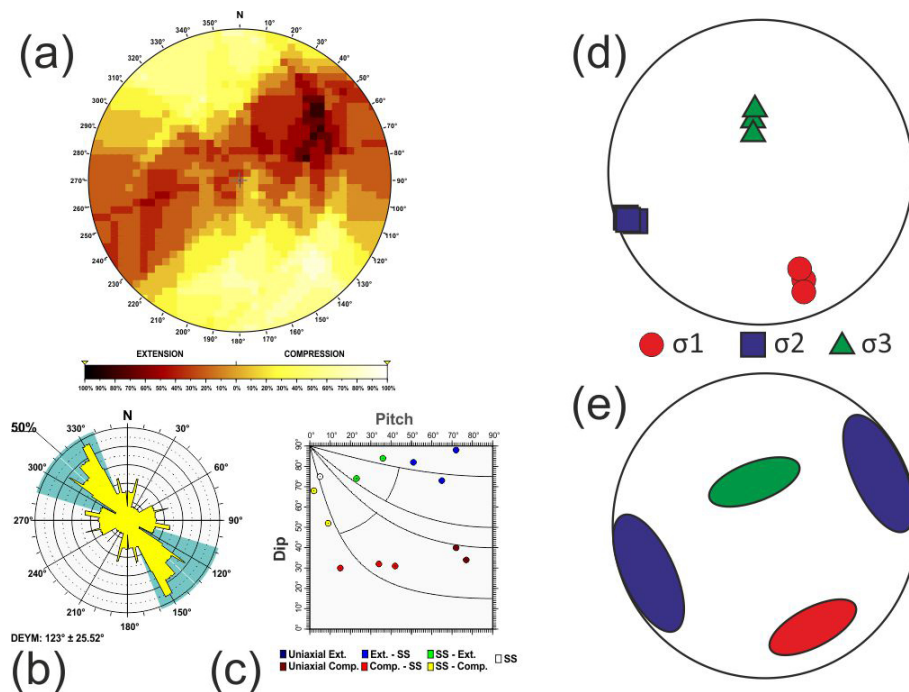 (a)
N
350° 10°
340° 20°
330° 30°
320° 40°
310° 50°
300° 60°
290° 70°
280° 80°
270° 90°
260° 100°
250° 110°
240° 120°
230° 130°
220° 140°
210° 150°
200° 160°
190° 180° 170°
EXTENSION COMPRESSION
100% 90% 80% 70% 60% 50% 40% 30% 20% 10% 0% 10% 20% 30% 40% 50% 60% 70% 80% 90% 100%
(d)
σ1 σ2 σ3
N
50%
330° 30°
300° 60°
270° 90°
240° 120°
210° 150°
180°
DEYM: 123° ± 25.52°
(b)
Pitch
0° 10° 20° 30° 40° 50° 60° 70° 80° 90°
Dip
90°
80°
70°
60°
50°
40°
30°
20°
10°
0°
Uniaxial Ext. Ext. - SS SS - Ext. SS
Uniaxial Comp. Comp. - SS SS - Comp.
(c)
(e)